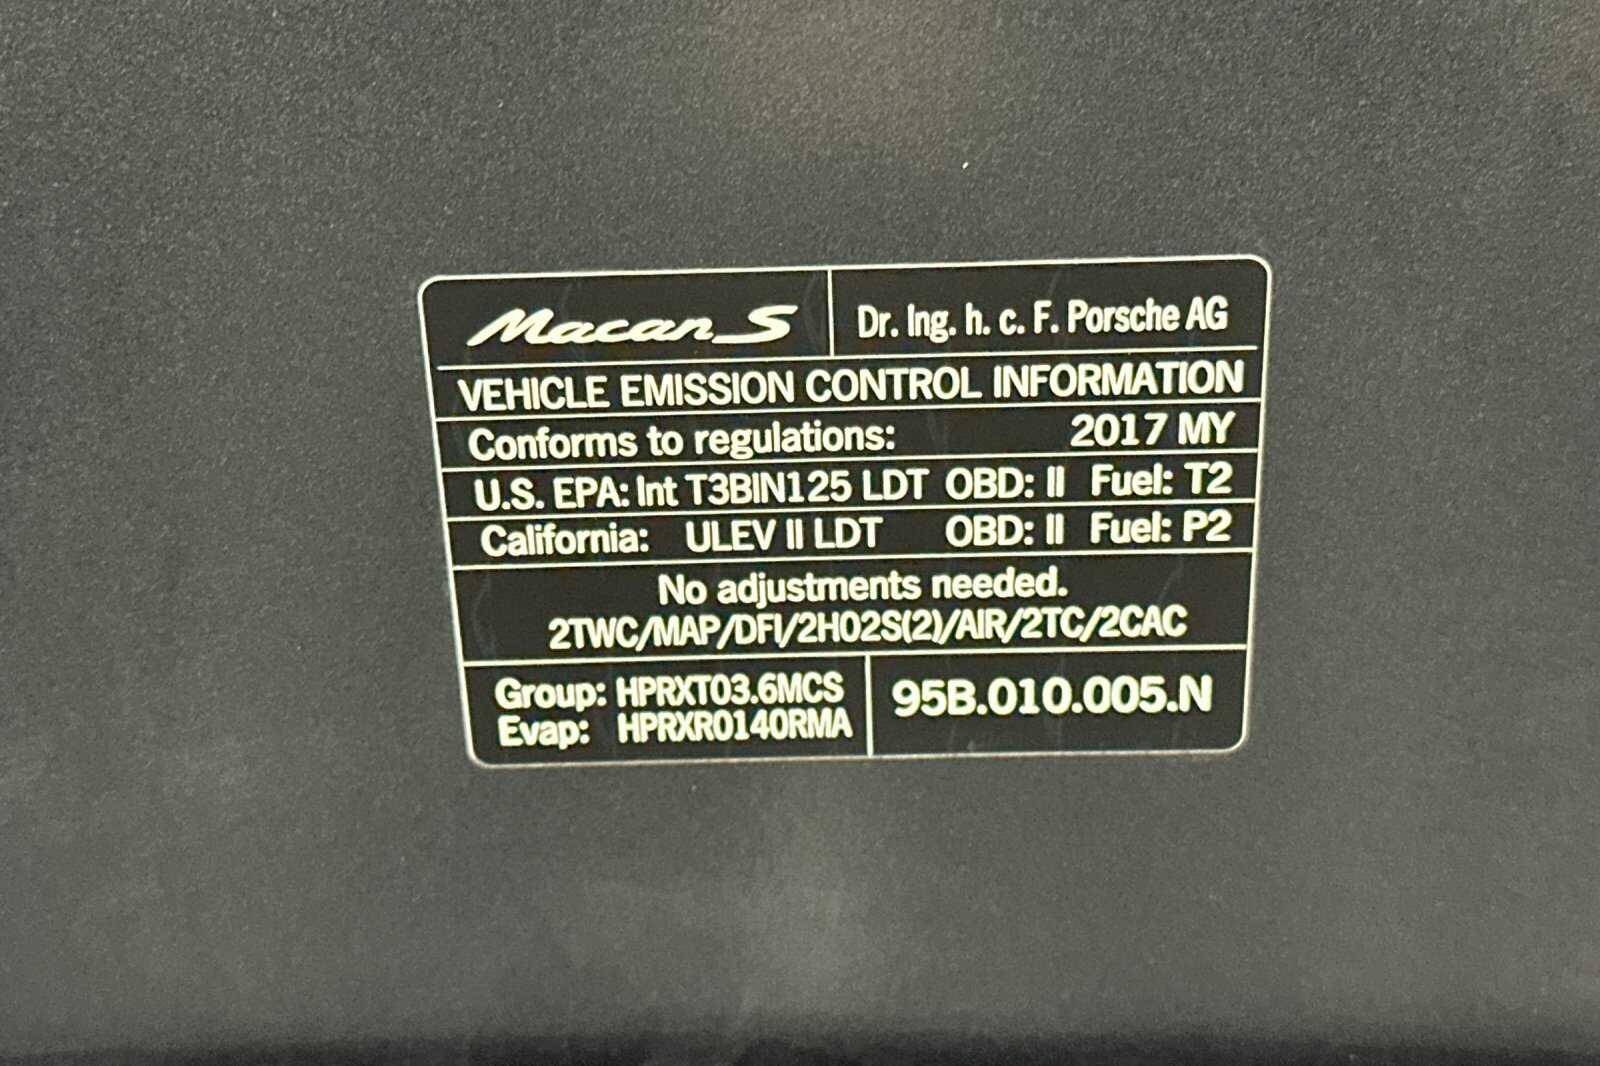 Macan S
Dr. Ing. h. c. F. Porsche AG
VEHICLE EMISSION CONTROL INFORMATION
Conforms to regulations: 2017 MY
U.S. EPA: Int T3BIN125 LDT OBD: II Fuel: T2
California: ULEV II LDT OBD: II Fuel: P2
No adjustments needed.
2TWC/MAP/DFI/2HO2S(2)/AIR/2TC/2CAC
Group: HPRXT03.6MCS
Evap: HPRXR0140RMA
95B.010.005.N